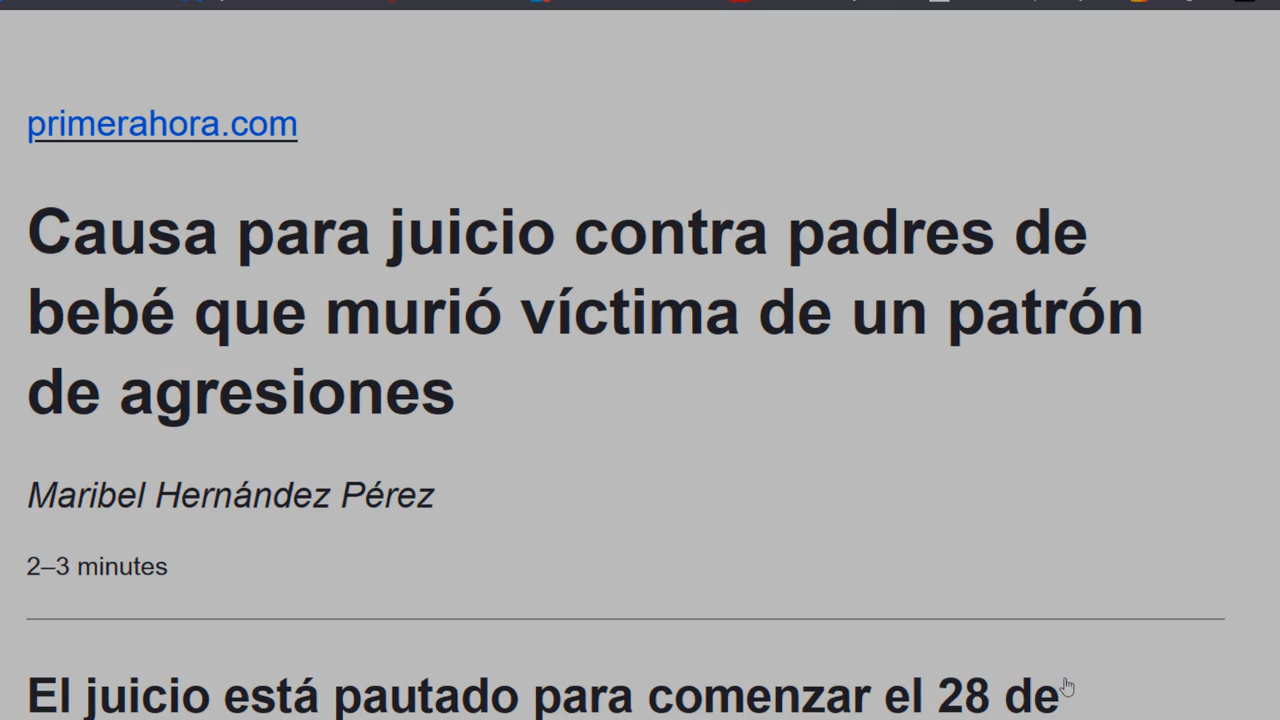 primerahora.com
Causa para juicio contra padres de
bebé que murió víctima de un patrón
de agresiones
Maribel Hernández Pérez
2–3 minutes
El juicio está pautado para comenzar el 28 de